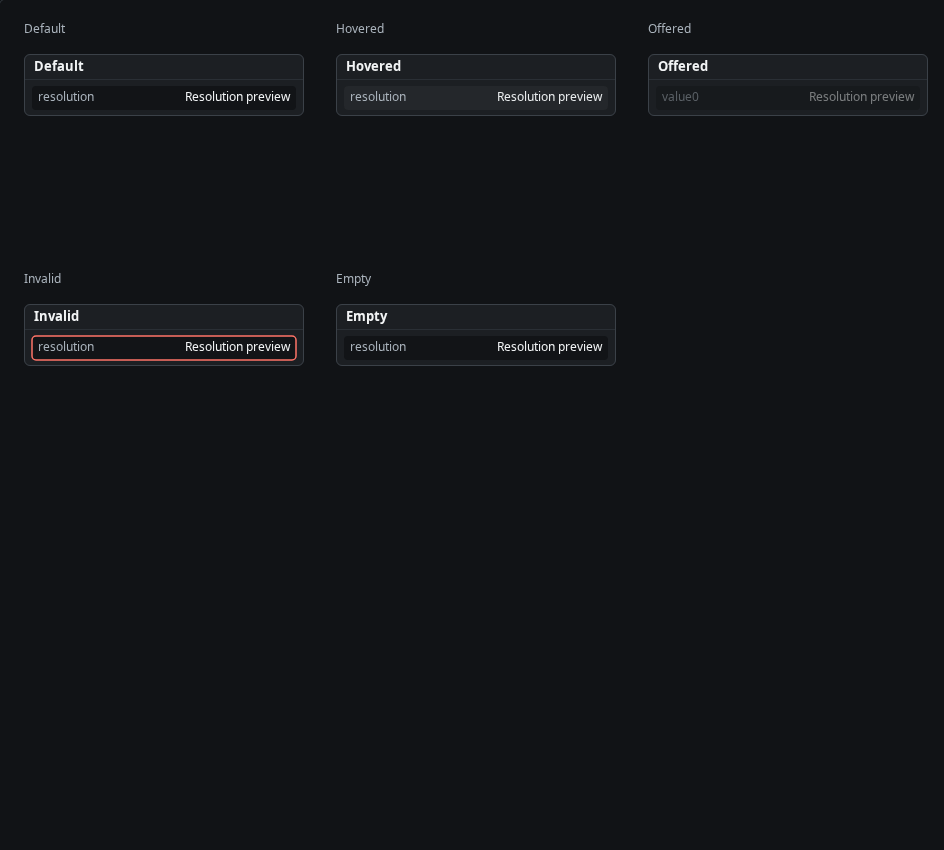 Default
Hovered
Offered
Default
Hovered
Offered
resolution Resolution preview
resolution Resolution preview
value0 Resolution preview
Invalid
Empty
Invalid
Empty
resolution Resolution preview
resolution Resolution preview